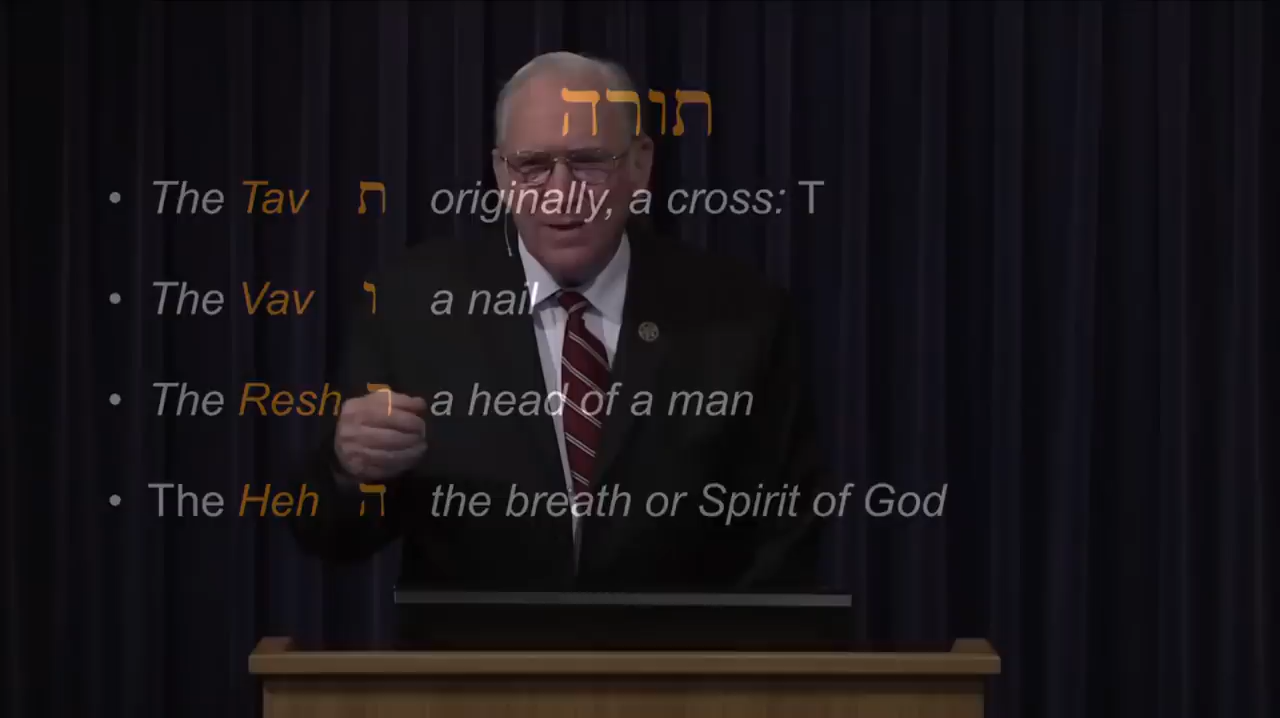 תורה
• The Tav ת originally, a cross: T
• The Vav ו a nail
• The Resh ר a head of a man
• The Heh ה the breath or Spirit of God